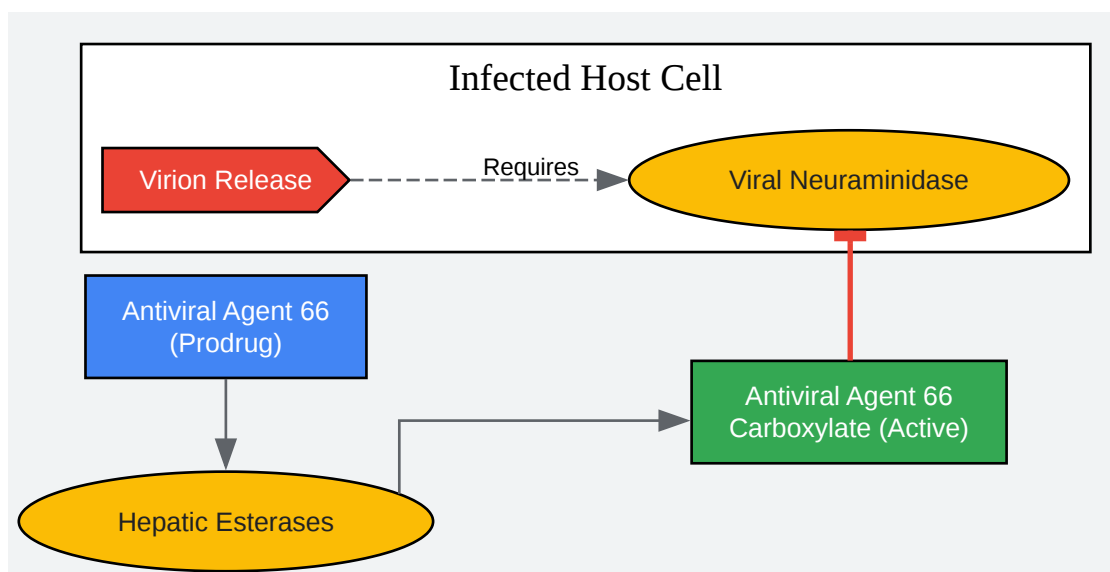 Infected Host Cell
Virion Release
Requires
Viral Neuraminidase
Antiviral Agent 66
(Prodrug)
Antiviral Agent 66
Carboxylate (Active)
Hepatic Esterases